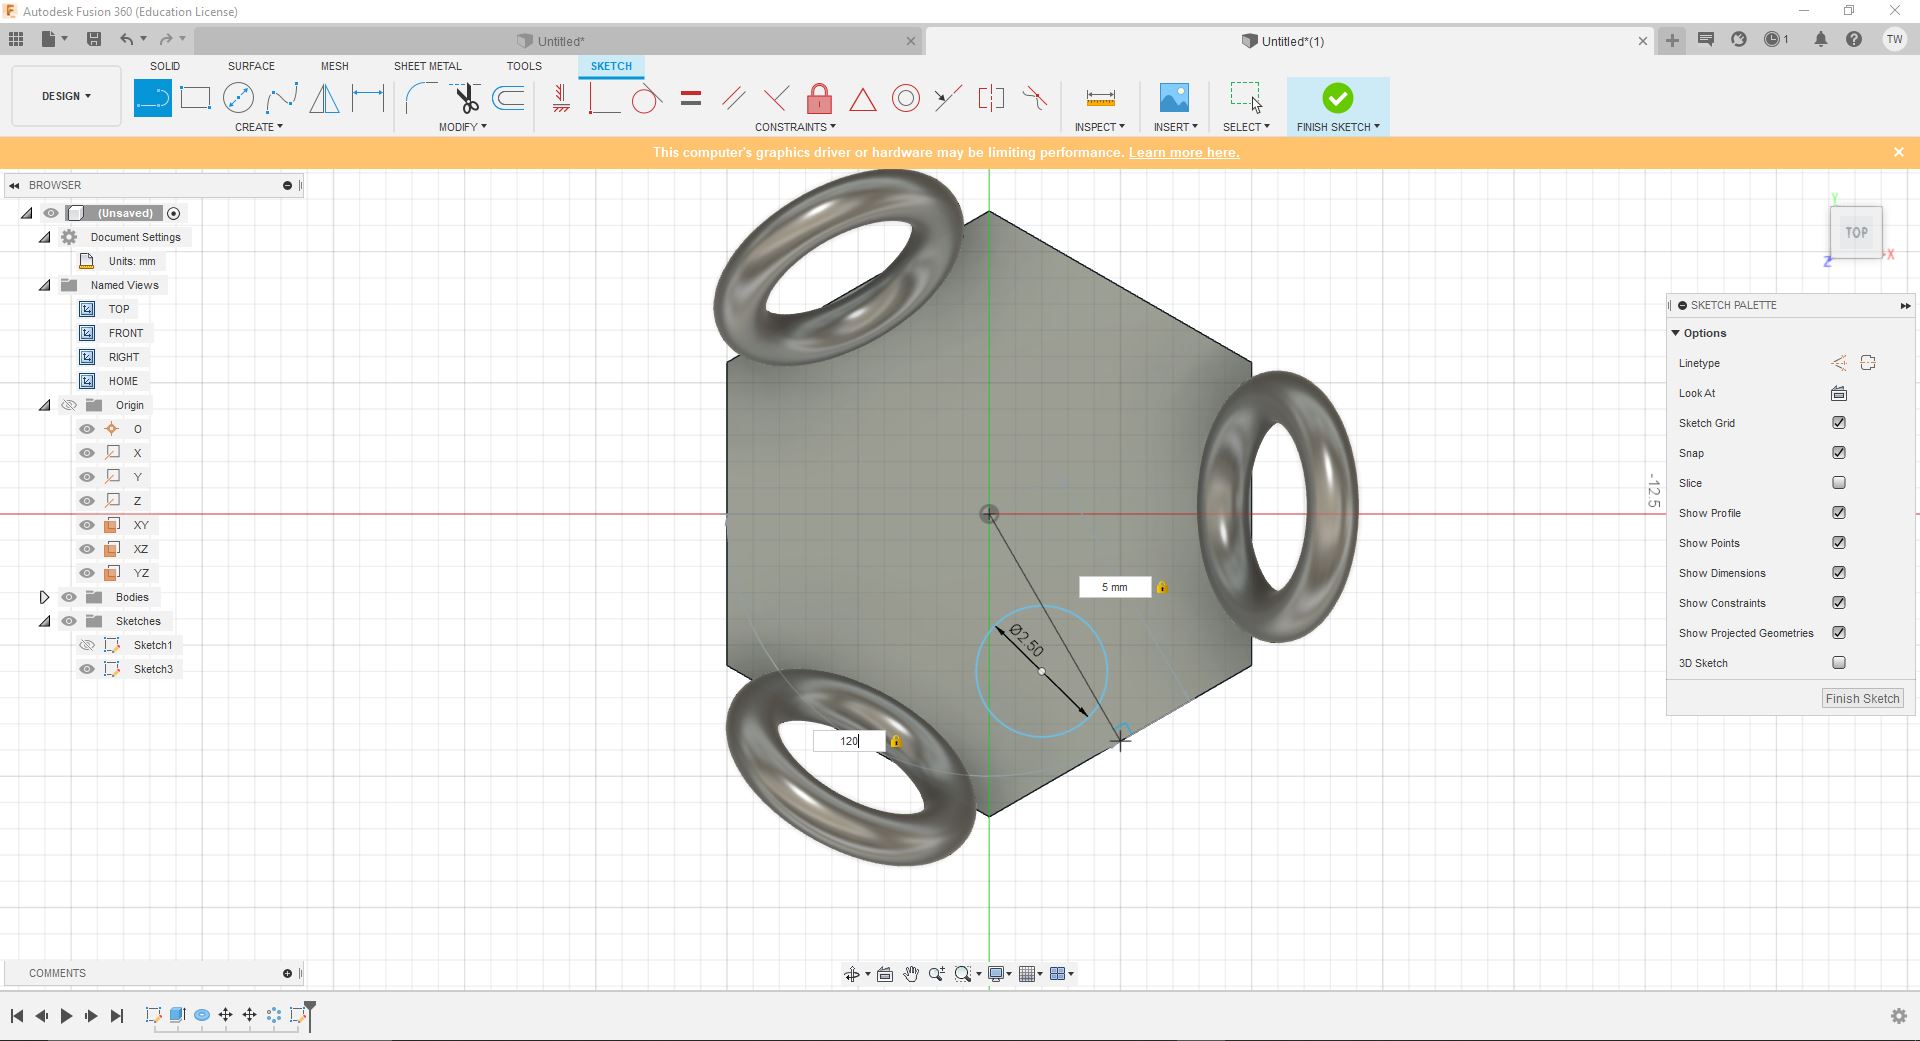 Autodesk Fusion 360 (Education License)
Untitled*
Untitled*(1)
1
TW
SOLID
SURFACE
MESH
SHEET METAL
TOOLS
SKETCH
DESIGN
CREATE
MODIFY
CONSTRAINTS
INSPECT
INSERT
SELECT
FINISH SKETCH
This computer's graphics driver or hardware may be limiting performance. Learn more here.
BROWSER
(Unsaved)
Document Settings
Units: mm
Named Views
TOP
FRONT
RIGHT
HOME
Origin
O
X
Y
Z
XY
XZ
YZ
Bodies
Sketches
Sketch1
Sketch3
Y
TOP
X
Z
-12.5
5 mm
Ø2.50
120
SKETCH PALETTE
Options
Linetype
Look At
Sketch Grid
Snap
Slice
Show Profile
Show Points
Show Dimensions
Show Constraints
Show Projected Geometries
3D Sketch
Finish Sketch
COMMENTS